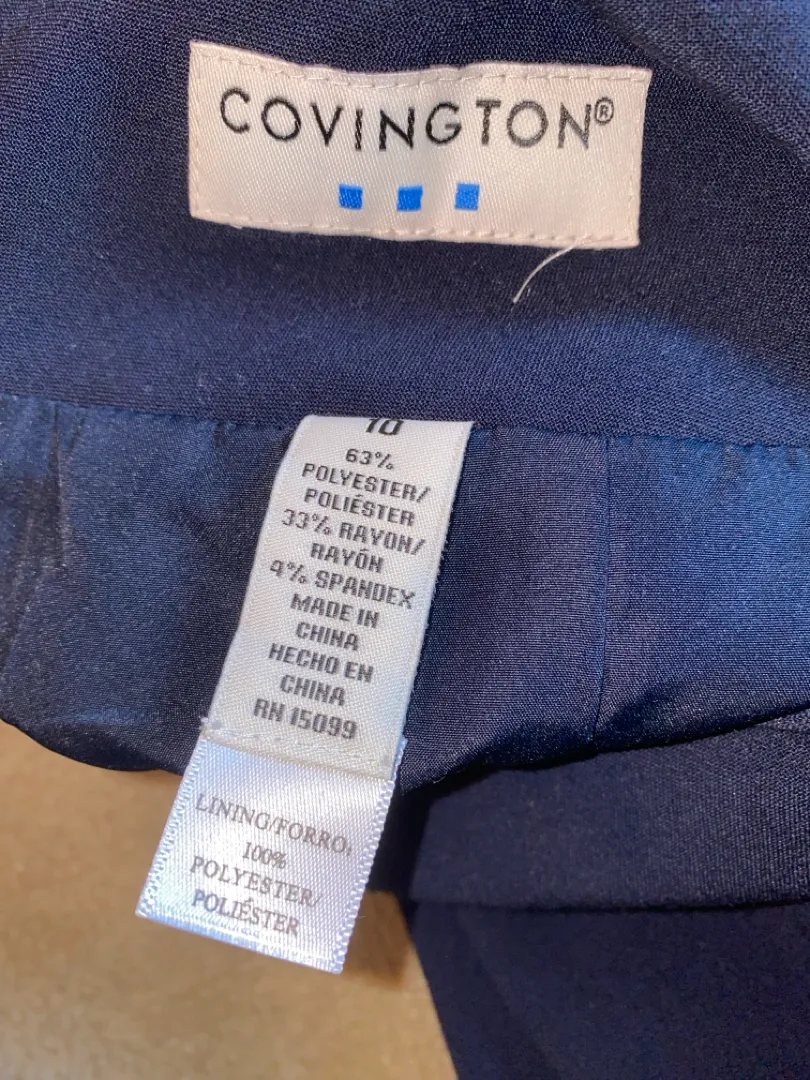 COVINGTON®
10
63%
POLYESTER/
POLIÉSTER
33% RAYON/
RAYÓN
4% SPANDEX
MADE IN
CHINA
HECHO EN
CHINA
RN 15099
LINING/FORRO:
100%
POLYESTER/
POLIÉSTER